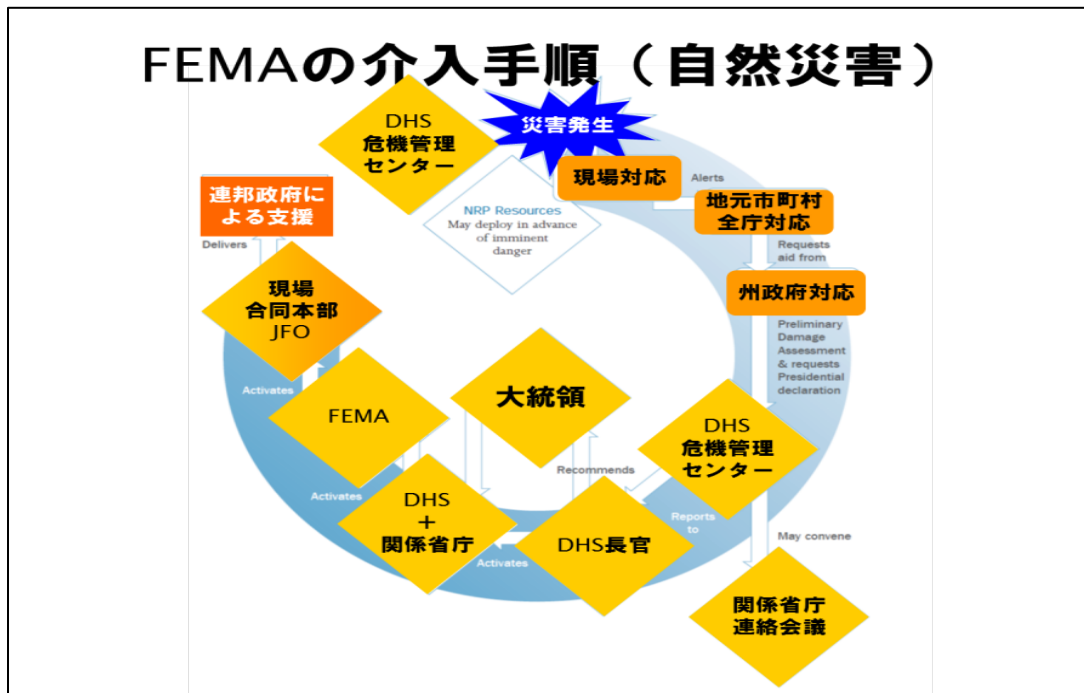 FEMAの介入手順（自然災害）
DHS
危機管理
センター
災害発生
現場対応
Alerts
地元市町村
全庁対応
連邦政府に
よる支援
NRP Resources
May deploy in advance
of imminent
danger
Delivers
Requests
aid from
州政府対応
現場
合同本部
JFO
Preliminary
Damage
Assessment
& requests
Presidential
declaration
Activates
FEMA
大統領
DHS
危機管理
センター
Recommends
Activates
DHS
＋
関係省庁
Reports
to
DHS長官
Activates
May convene
関係省庁
連絡会議